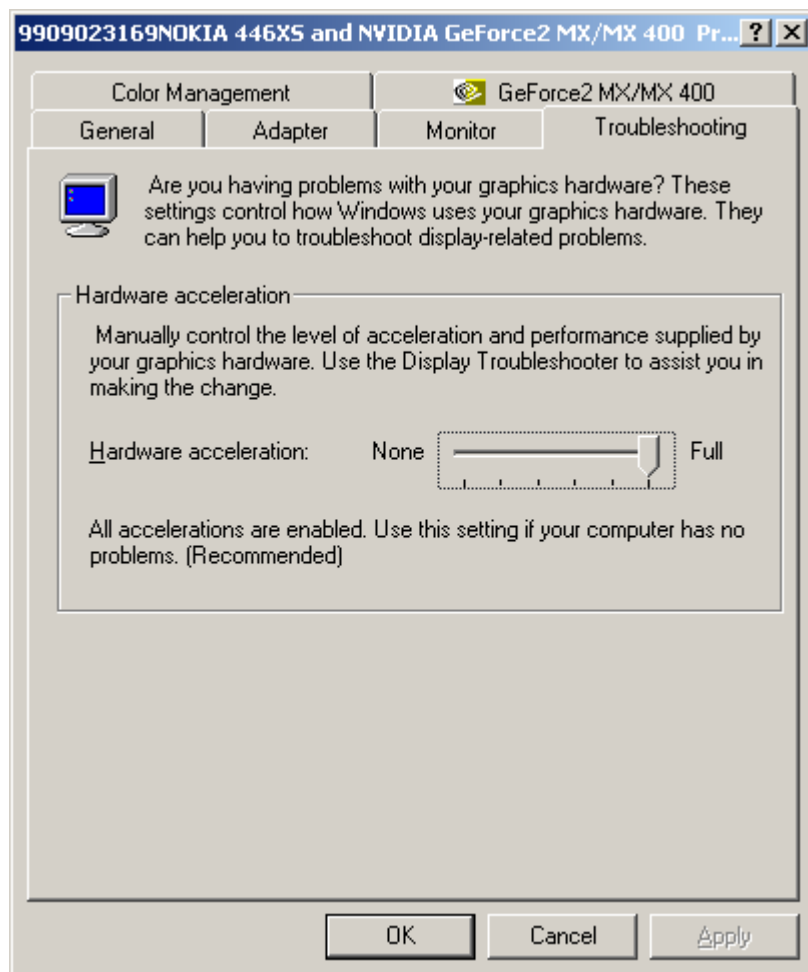 9909023169NOKIA 446XS and NVIDIA GeForce2 MX/MX 400 Pr...
Color Management
GeForce2 MX/MX 400
General
Adapter
Monitor
Troubleshooting
Are you having problems with your graphics hardware? These
settings control how Windows uses your graphics hardware. They
can help you to troubleshoot display-related problems.
Hardware acceleration
Manually control the level of acceleration and performance supplied by
your graphics hardware. Use the Display Troubleshooter to assist you in
making the change.
Hardware acceleration: None Full
All accelerations are enabled. Use this setting if your computer has no
problems. (Recommended)
OK
Cancel
Apply